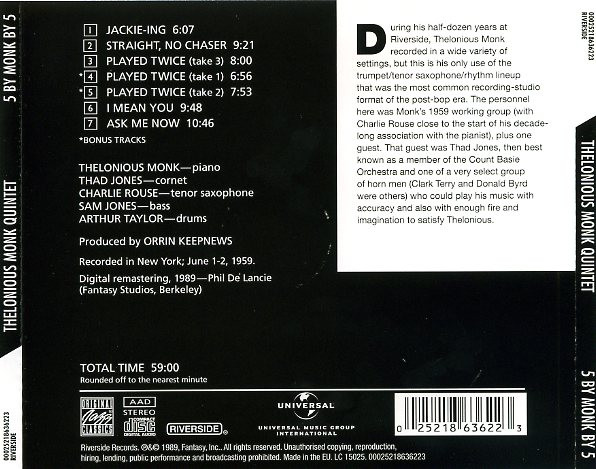 5 BY MONK BY 5
THELONIOUS MONK QUINTET
00025218636223
RIVERSIDE
1 JACKIE-ING 6:07
2 STRAIGHT, NO CHASER 9:21
3 PLAYED TWICE (take 3) 8:00
*4 PLAYED TWICE (take 1) 6:56
*5 PLAYED TWICE (take 2) 7:53
6 I MEAN YOU 9:48
7 ASK ME NOW 10:46
*BONUS TRACKS
THELONIOUS MONK—piano
THAD JONES—cornet
CHARLIE ROUSE—tenor saxophone
SAM JONES—bass
ARTHUR TAYLOR—drums
Produced by ORRIN KEEPNEWS
Recorded in New York; June 1-2, 1959.
Digital remastering, 1989—Phil De Lancie
(Fantasy Studios, Berkeley)
TOTAL TIME 59:00
Rounded off to the nearest minute
During his half-dozen years at
Riverside, Thelonious Monk
recorded in a wide variety of
settings, but this is his only use of the
trumpet/tenor saxophone/rhythm lineup
that was the most common recording-studio
format of the post-bop era. The personnel
here was Monk's 1959 working group (with
Charlie Rouse close to the start of his decade-
long association with the pianist), plus one
guest. That guest was Thad Jones, then best
known as a member of the Count Basie
Orchestra and one of a very select group
of horn men (Clark Terry and Donald Byrd
were others) who could play his music with
accuracy and also with enough fire and
imagination to satisfy Thelonious.
ORIGINAL
Jazz
CLASSICS
AAD
STEREO
COMPACT
disc
DIGITAL AUDIO
RIVERSIDE
UNIVERSAL
UNIVERSAL MUSIC GROUP
INTERNATIONAL
0 25218 63622 3
Riverside Records. ℗&© 1989, Fantasy, Inc.. All rights reserved. Unauthorised copying, reproduction,
hiring, lending, public performance and broadcasting prohibited. Made in the EU. LC 15025. 00025218636223
00025218636223
RIVERSIDE
THELONIOUS MONK QUINTET
5 BY MONK BY 5